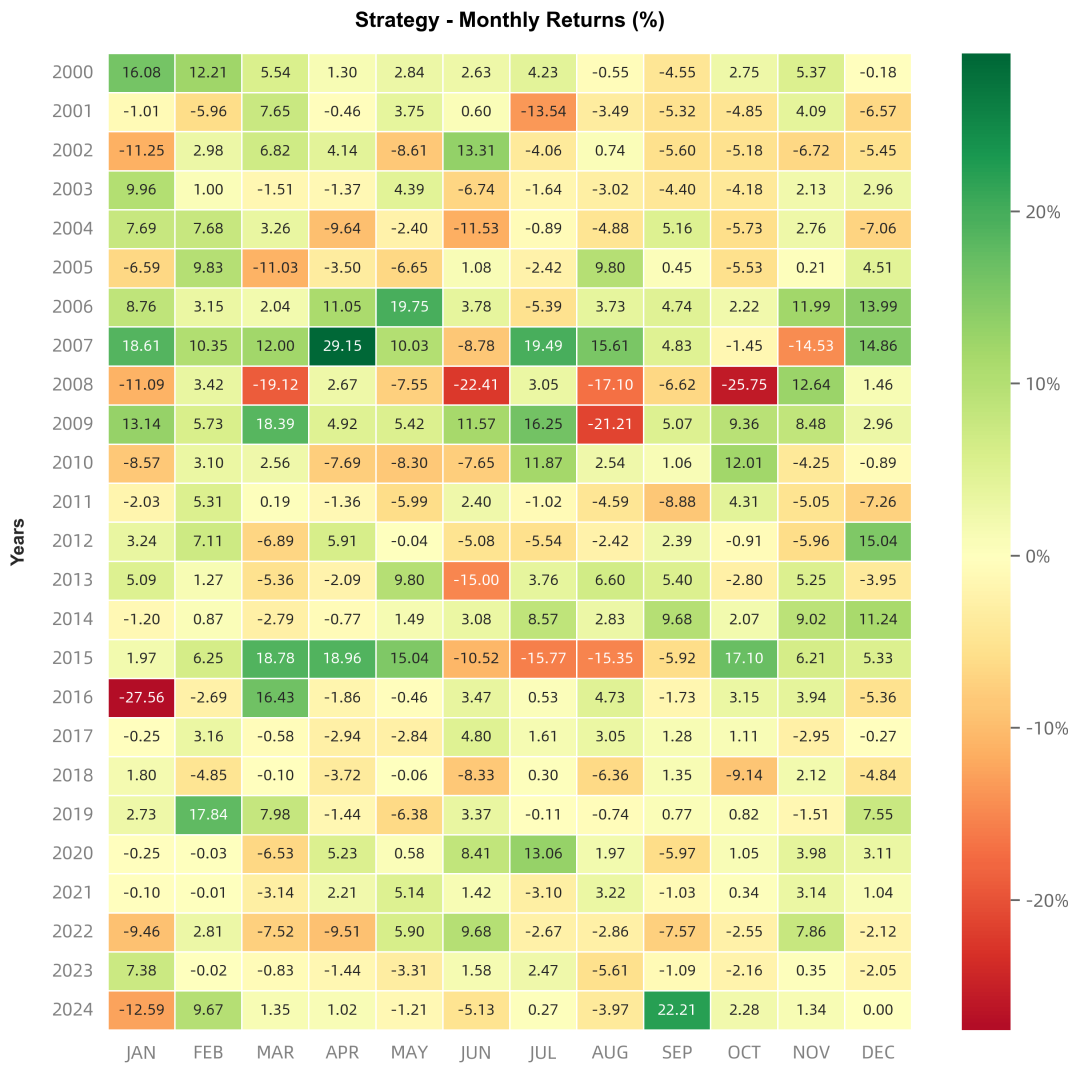 Strategy - Monthly Returns (%)
Years
2000 16.08 12.21 5.54 1.30 2.84 2.63 4.23 -0.55 -4.55 2.75 5.37 -0.18
2001 -1.01 -5.96 7.65 -0.46 3.75 0.60 -13.54 -3.49 -5.32 -4.85 4.09 -6.57
2002 -11.25 2.98 6.82 4.14 -8.61 13.31 -4.06 0.74 -5.60 -5.18 -6.72 -5.45
2003 9.96 1.00 -1.51 -1.37 4.39 -6.74 -1.64 -3.02 -4.40 -4.18 2.13 2.96
2004 7.69 7.68 3.26 -9.64 -2.40 -11.53 -0.89 -4.88 5.16 -5.73 2.76 -7.06
2005 -6.59 9.83 -11.03 -3.50 -6.65 1.08 -2.42 9.80 0.45 -5.53 0.21 4.51
2006 8.76 3.15 2.04 11.05 19.75 3.78 -5.39 3.73 4.74 2.22 11.99 13.99
2007 18.61 10.35 12.00 29.15 10.03 -8.78 19.49 15.61 4.83 -1.45 -14.53 14.86
2008 -11.09 3.42 -19.12 2.67 -7.55 -22.41 3.05 -17.10 -6.62 -25.75 12.64 1.46
2009 13.14 5.73 18.39 4.92 5.42 11.57 16.25 -21.21 5.07 9.36 8.48 2.96
2010 -8.57 3.10 2.56 -7.69 -8.30 -7.65 11.87 2.54 1.06 12.01 -4.25 -0.89
2011 -2.03 5.31 0.19 -1.36 -5.99 2.40 -1.02 -4.59 -8.88 4.31 -5.05 -7.26
2012 3.24 7.11 -6.89 5.91 -0.04 -5.08 -5.54 -2.42 2.39 -0.91 -5.96 15.04
2013 5.09 1.27 -5.36 -2.09 9.80 -15.00 3.76 6.60 5.40 -2.80 5.25 -3.95
2014 -1.20 0.87 -2.79 -0.77 1.49 3.08 8.57 2.83 9.68 2.07 9.02 11.24
2015 1.97 6.25 18.78 18.96 15.04 -10.52 -15.77 -15.35 -5.92 17.10 6.21 5.33
2016 -27.56 -2.69 16.43 -1.86 -0.46 3.47 0.53 4.73 -1.73 3.15 3.94 -5.36
2017 -0.25 3.16 -0.58 -2.94 -2.84 4.80 1.61 3.05 1.28 1.11 -2.95 -0.27
2018 1.80 -4.85 -0.10 -3.72 -0.06 -8.33 0.30 -6.36 1.35 -9.14 2.12 -4.84
2019 2.73 17.84 7.98 -1.44 -6.38 3.37 -0.11 -0.74 0.77 0.82 -1.51 7.55
2020 -0.25 -0.03 -6.53 5.23 0.58 8.41 13.06 1.97 -5.97 1.05 3.98 3.11
2021 -0.10 -0.01 -3.14 2.21 5.14 1.42 -3.10 3.22 -1.03 0.34 3.14 1.04
2022 -9.46 2.81 -7.52 -9.51 5.90 9.68 -2.67 -2.86 -7.57 -2.55 7.86 -2.12
2023 7.38 -0.02 -0.83 -1.44 -3.31 1.58 2.47 -5.61 -1.09 -2.16 0.35 -2.05
2024 -12.59 9.67 1.35 1.02 -1.21 -5.13 0.27 -3.97 22.21 2.28 1.34 0.00
JAN FEB MAR APR MAY JUN JUL AUG SEP OCT NOV DEC
20%
10%
0%
-10%
-20%